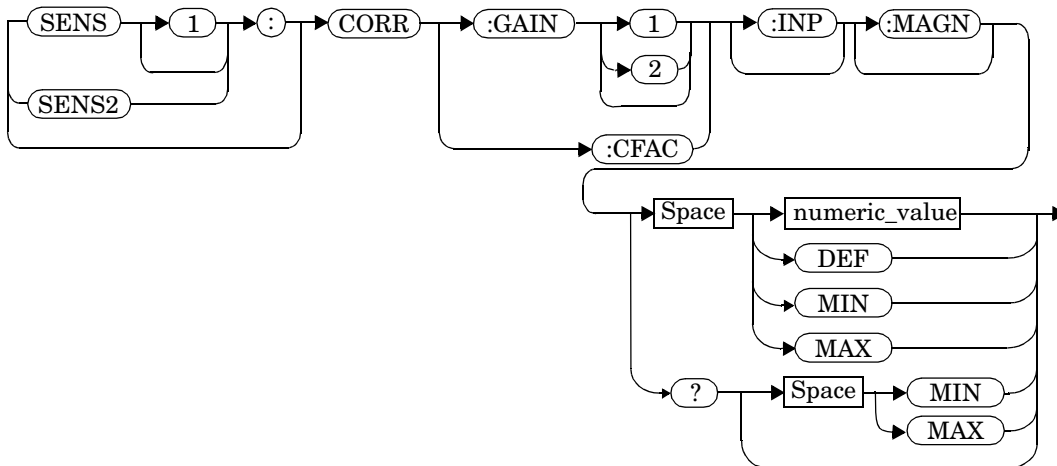 SENS 1 : CORR :GAIN 1 :INP :MAGN
2
SENS2
:CFAC
Space numeric_value
DEF
MIN
MAX
? Space MIN
MAX